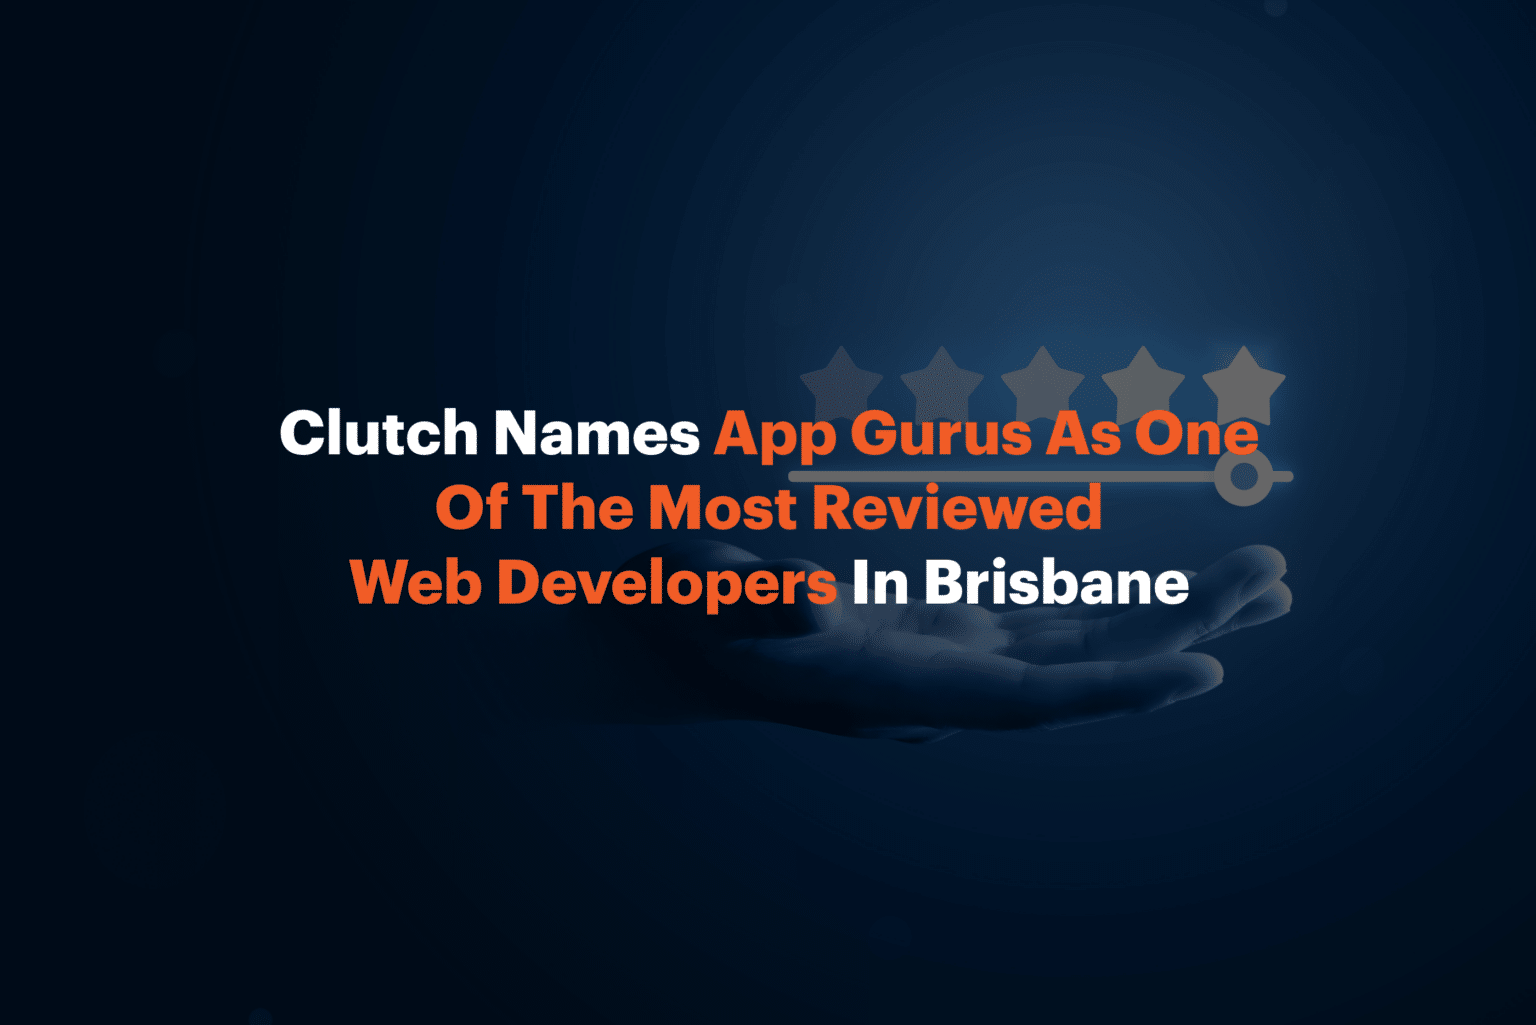 Clutch Names App Gurus As One
Of The Most Reviewed
Web Developers In Brisbane